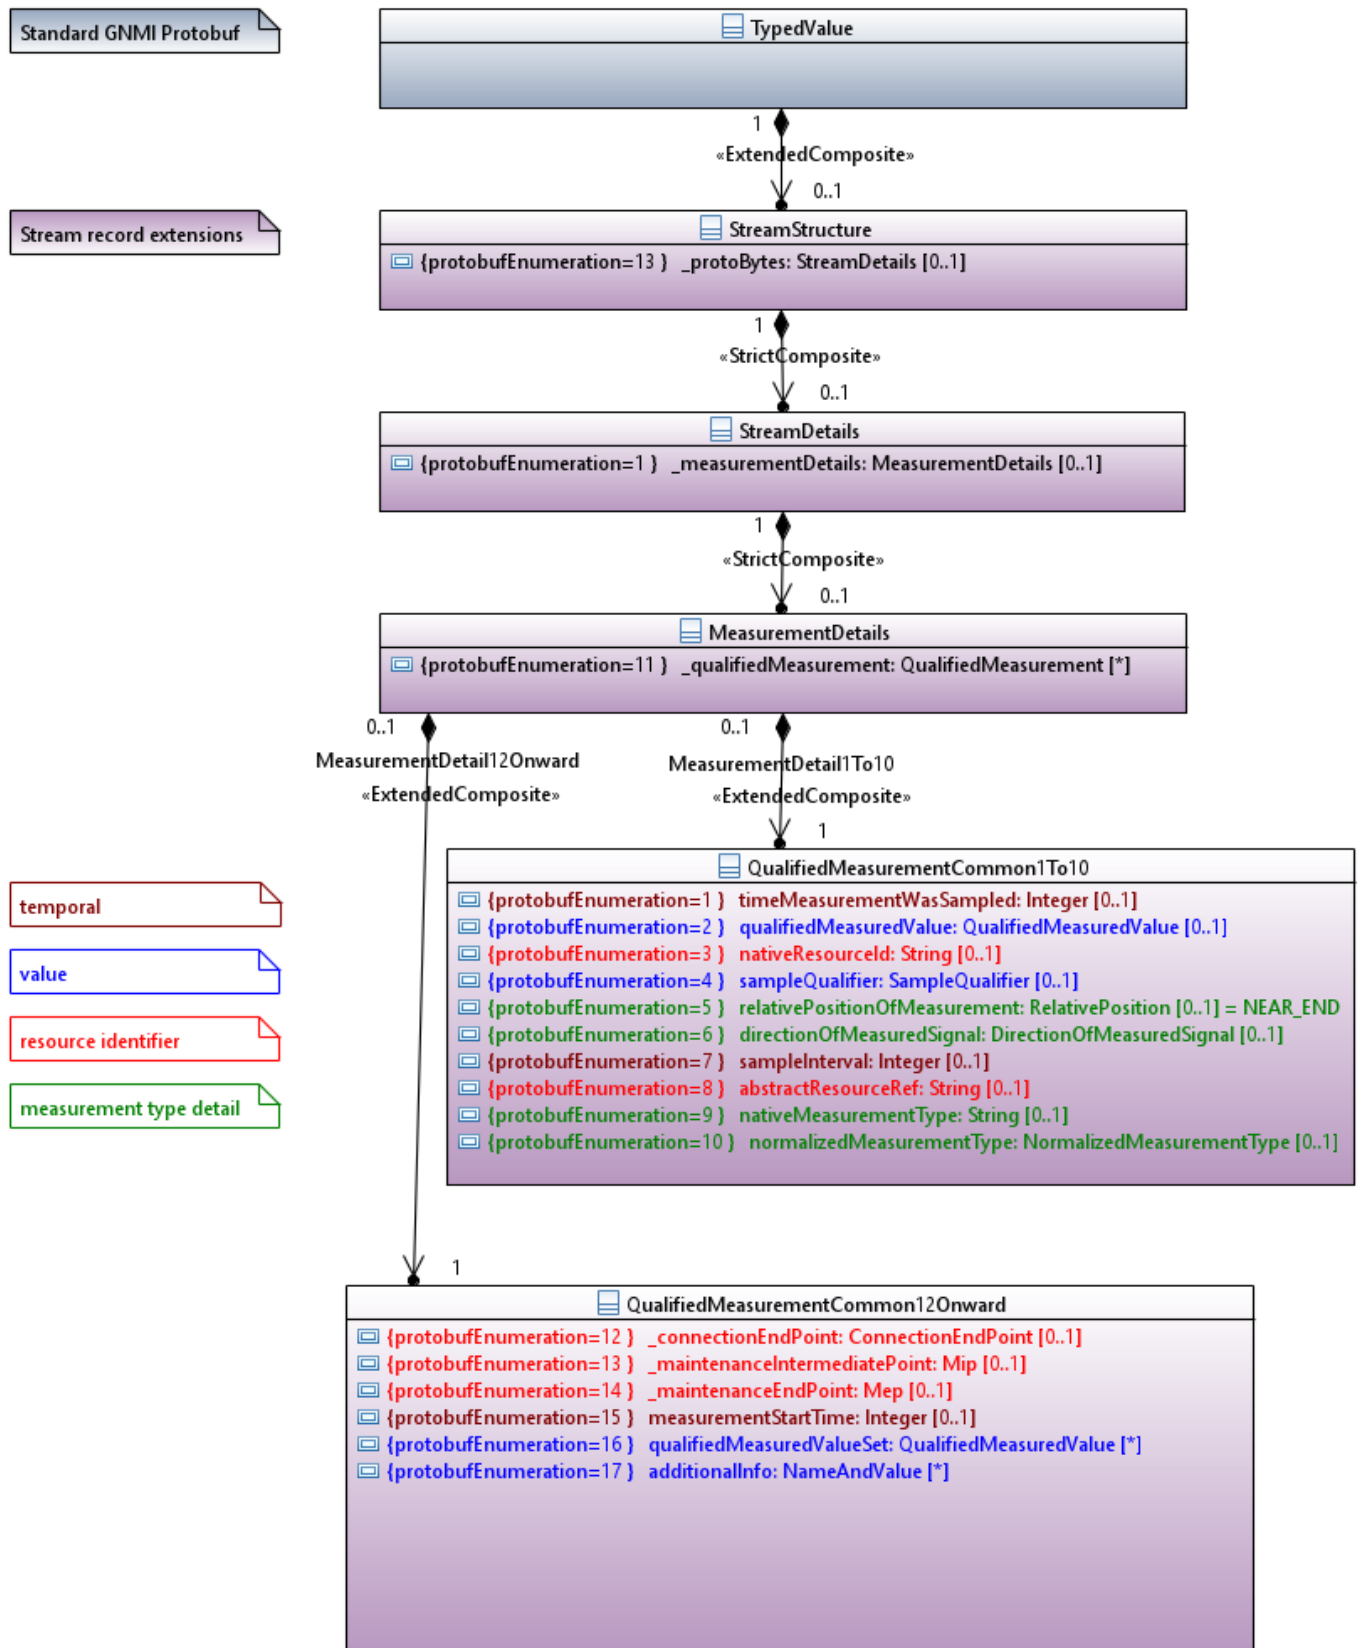 Standard GNMI Protobuf
TypedValue
1
«ExtendedComposite»
0..1
Stream record extensions
StreamStructure
{protobufEnumeration=13 } _protoBytes: StreamDetails [0..1]
1
«StrictComposite»
0..1
StreamDetails
{protobufEnumeration=1 } _measurementDetails: MeasurementDetails [0..1]
1
«StrictComposite»
0..1
MeasurementDetails
{protobufEnumeration=11 } _qualifiedMeasurement: QualifiedMeasurement [*]
0..1
0..1
MeasurementDetail12Onward
MeasurementDetail1To10
«ExtendedComposite»
«ExtendedComposite»
1
QualifiedMeasurementCommon1To10
{protobufEnumeration=1 } timeMeasurementWasSampled: Integer [0..1]
{protobufEnumeration=2 } qualifiedMeasuredValue: QualifiedMeasuredValue [0..1]
{protobufEnumeration=3 } nativeResourceId: String [0..1]
{protobufEnumeration=4 } sampleQualifier: SampleQualifier [0..1]
{protobufEnumeration=5 } relativePositionOfMeasurement: RelativePosition [0..1] = NEAR_END
{protobufEnumeration=6 } directionOfMeasuredSignal: DirectionOfMeasuredSignal [0..1]
{protobufEnumeration=7 } sampleInterval: Integer [0..1]
{protobufEnumeration=8 } abstractResourceRef: String [0..1]
{protobufEnumeration=9 } nativeMeasurementType: String [0..1]
{protobufEnumeration=10 } normalizedMeasurementType: NormalizedMeasurementType [0..1]
temporal
value
resource identifier
measurement type detail
1
QualifiedMeasurementCommon12Onward
{protobufEnumeration=12 } _connectionEndPoint: ConnectionEndPoint [0..1]
{protobufEnumeration=13 } _maintenanceIntermediatePoint: Mip [0..1]
{protobufEnumeration=14 } _maintenanceEndPoint: Mep [0..1]
{protobufEnumeration=15 } measurementStartTime: Integer [0..1]
{protobufEnumeration=16 } qualifiedMeasuredValueSet: QualifiedMeasuredValue [*]
{protobufEnumeration=17 } additionalInfo: NameAndValue [*]